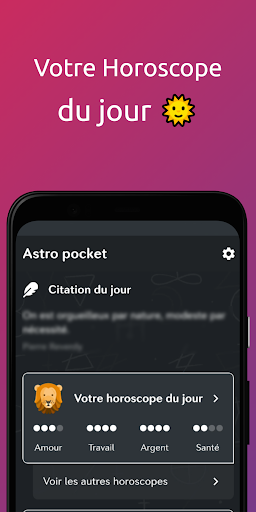 Votre Horoscope
du jour 🌞
Astro pocket
Citation du jour
On est orgueilleux par nature, modeste par
nécessité.
Pierre Reverdy
Votre horoscope du jour
Amour Travail Argent Santé
Voir les autres horoscopes